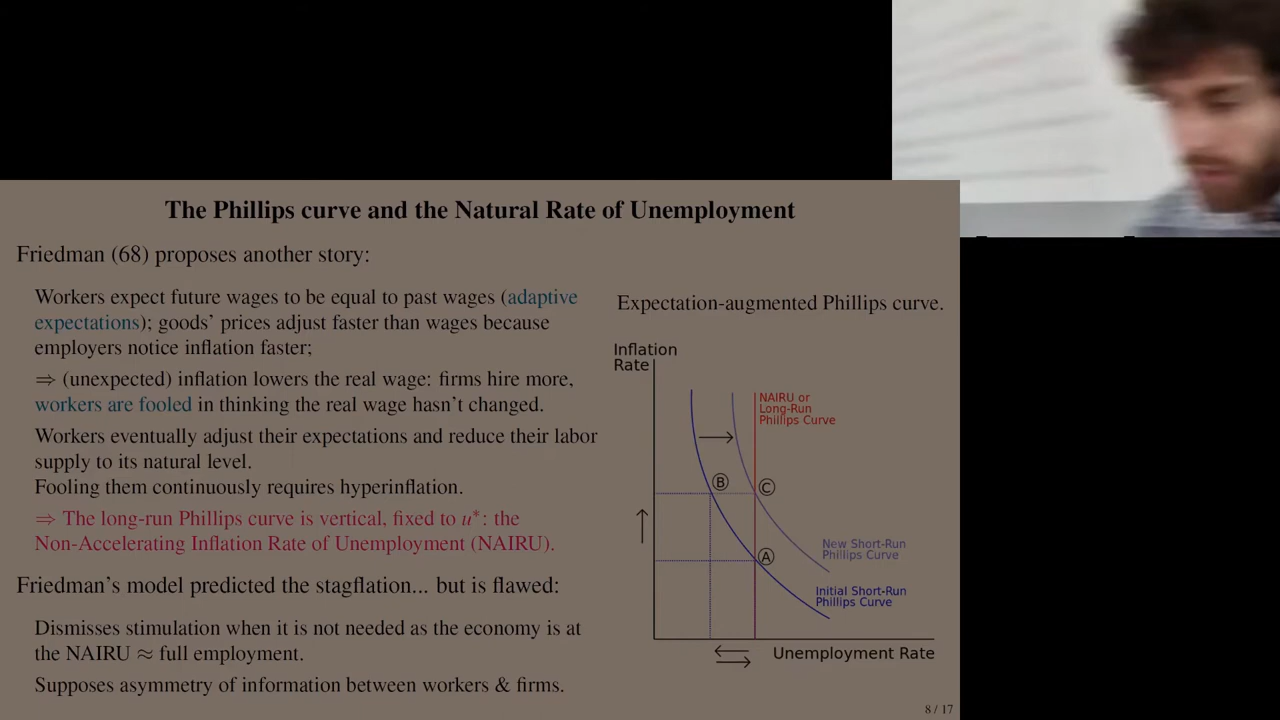 The Phillips curve and the Natural Rate of Unemployment
Friedman (68) proposes another story:
Workers expect future wages to be equal to past wages (adaptive
expectations); goods' prices adjust faster than wages because
employers notice inflation faster;
⇒ (unexpected) inflation lowers the real wage: firms hire more,
workers are fooled in thinking the real wage hasn't changed.
Workers eventually adjust their expectations and reduce their labor
supply to its natural level.
Fooling them continuously requires hyperinflation.
⇒ The long-run Phillips curve is vertical, fixed to u*: the
Non-Accelerating Inflation Rate of Unemployment (NAIRU).
Friedman's model predicted the stagflation... but is flawed:
Dismisses stimulation when it is not needed as the economy is at
the NAIRU ≈ full employment.
Supposes asymmetry of information between workers & firms.
Expectation-augmented Phillips curve.
Inflation
Rate
NAIRU or
Long-Run
Phillips Curve
B
C
A
New Short-Run
Phillips Curve
Initial Short-Run
Phillips Curve
Unemployment Rate
8 / 17